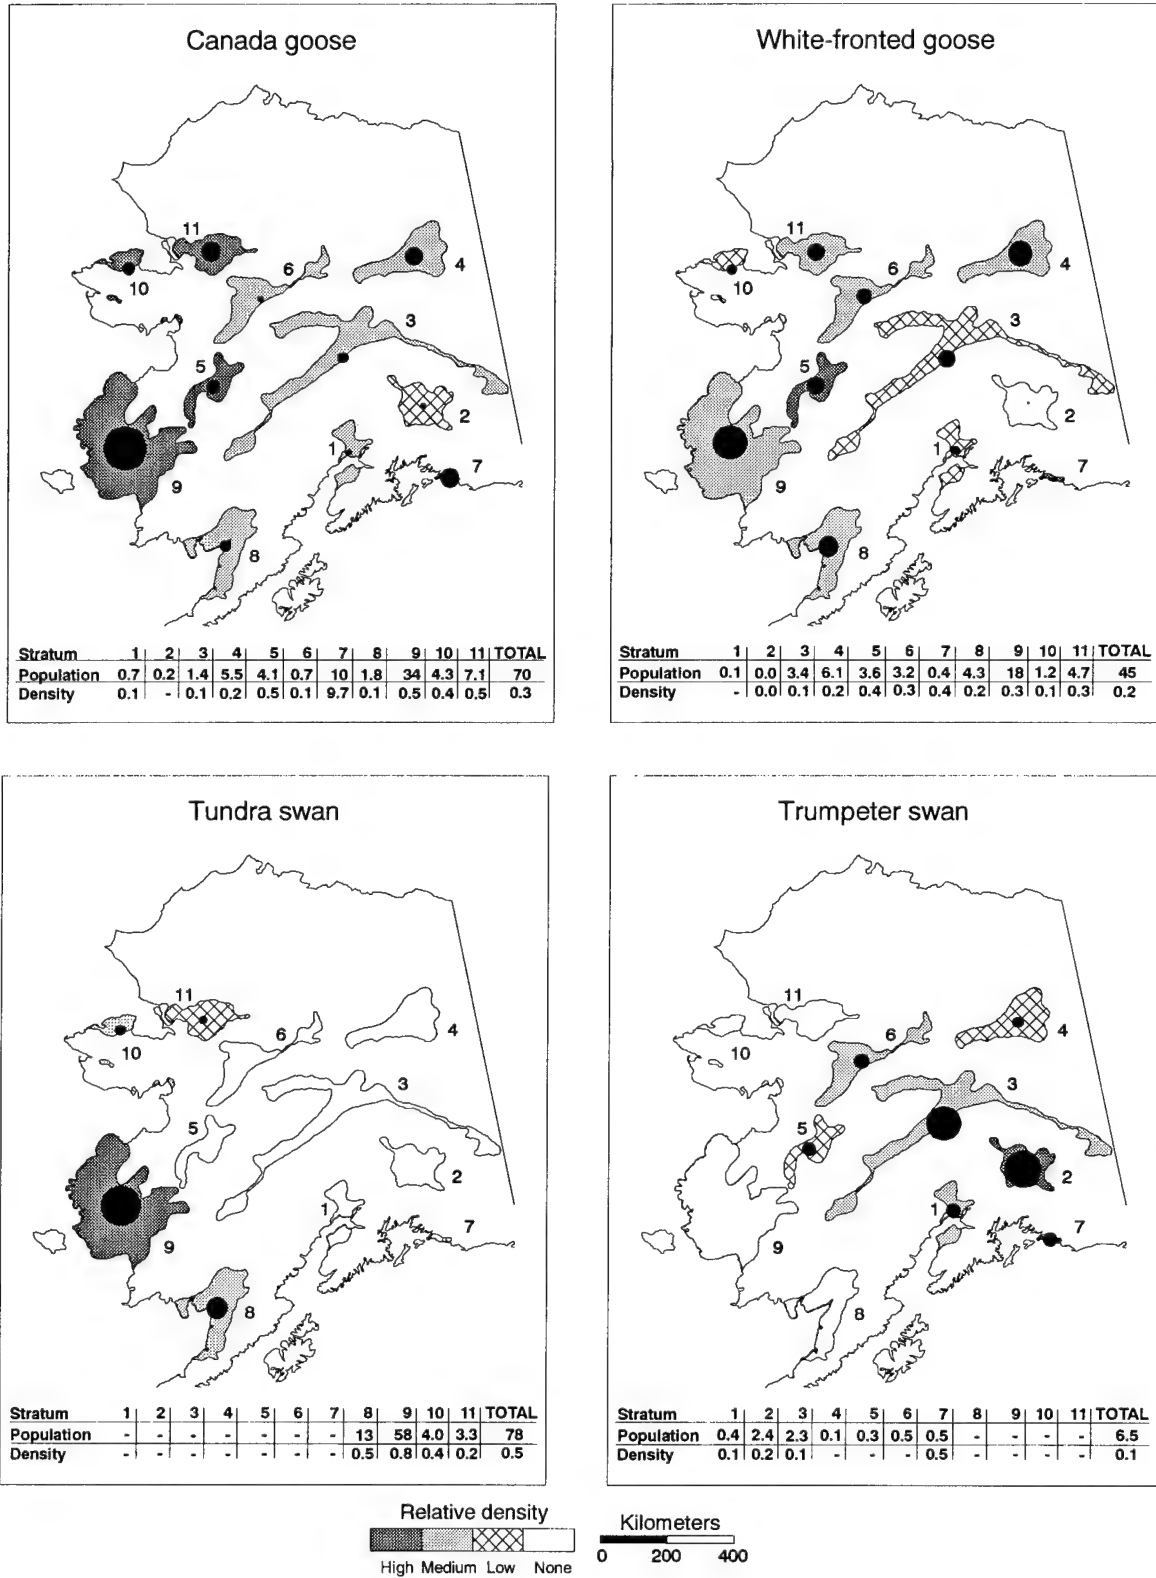 Canada goose
11
10
6
4
3
5
2
1
7
9
8
Stratum 1 2 3 4 5 6 7 8 9 10 11 TOTAL
Population 0.7 0.2 1.4 5.5 4.1 0.7 10 1.8 34 4.3 7.1 70
Density 0.1 - 0.1 0.2 0.5 0.1 9.7 0.1 0.5 0.4 0.5 0.3
White-fronted goose
11
10
6
4
3
5
2
1
7
9
8
Stratum 1 2 3 4 5 6 7 8 9 10 11 TOTAL
Population 0.1 0.0 3.4 6.1 3.6 3.2 0.4 4.3 18 1.2 4.7 45
Density - 0.0 0.1 0.2 0.4 0.3 0.4 0.2 0.3 0.1 0.3 0.2
Tundra swan
11
10
6
4
3
5
2
1
7
9
8
Stratum 1 2 3 4 5 6 7 8 9 10 11 TOTAL
Population - - - - - - - 13 58 4.0 3.3 78
Density - - - - - - - 0.5 0.8 0.4 0.2 0.5
Trumpeter swan
11
10
6
4
3
5
2
1
7
9
8
Stratum 1 2 3 4 5 6 7 8 9 10 11 TOTAL
Population 0.4 2.4 2.3 0.1 0.3 0.5 0.5 - - - - 6.5
Density 0.1 0.2 0.1 - - - 0.5 - - - - 0.1
Relative density
High Medium Low None
Kilometers
0 200 400